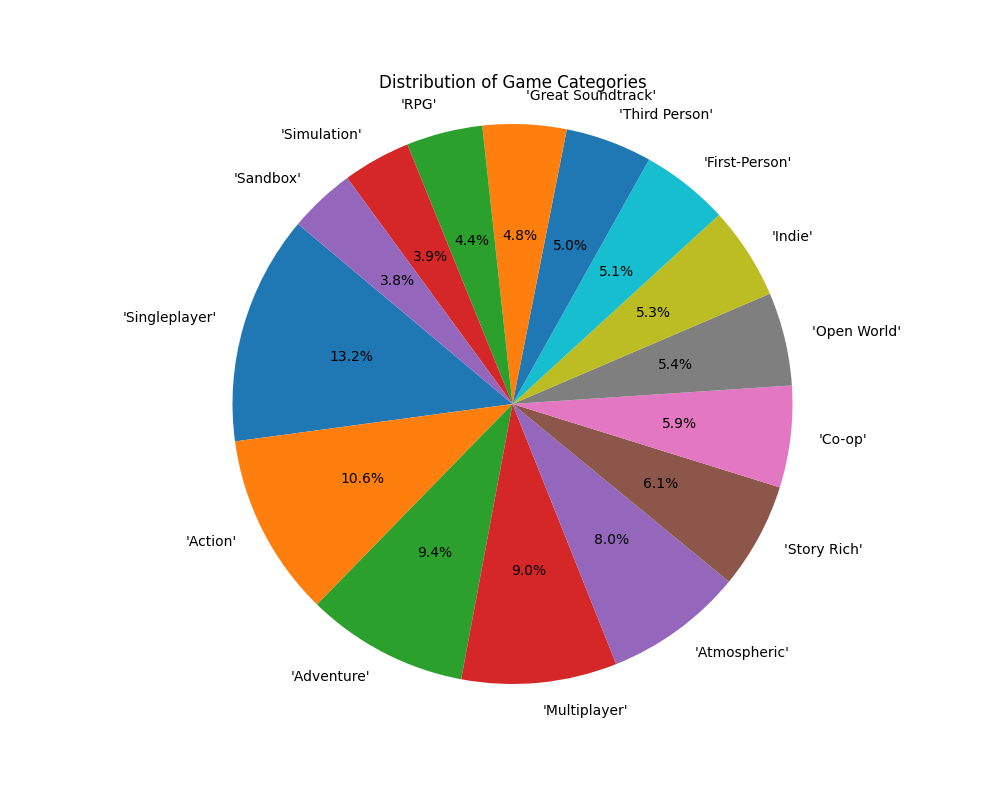 Distribution of Game Categories
'Great Soundtrack'
'RPG'
'Third Person'
'Simulation'
'First-Person'
'Sandbox'
'Indie'
4.8%
4.4%
5.0%
3.9%
5.1%
3.8%
5.3%
'Singleplayer'
'Open World'
13.2%
5.4%
5.9%
'Co-op'
10.6%
6.1%
'Action'
8.0%
'Story Rich'
9.4%
9.0%
'Atmospheric'
'Adventure'
'Multiplayer'